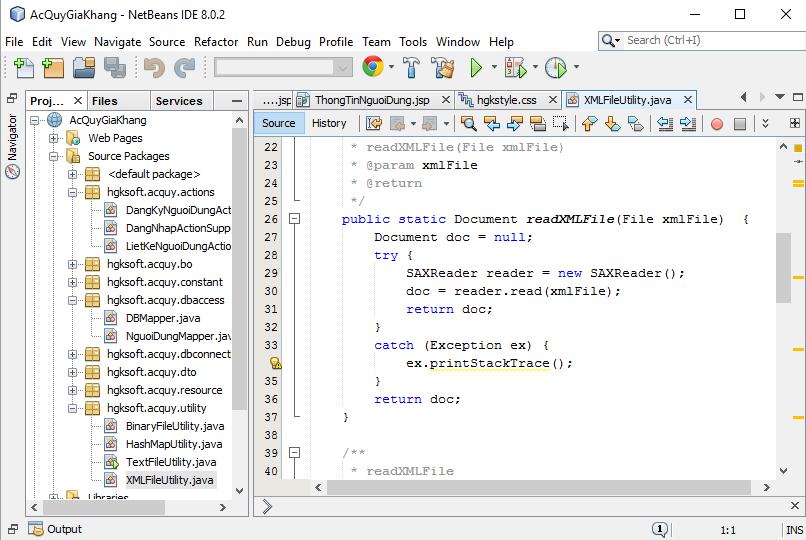 AcQuyGiaKhang - NetBeans IDE 8.0.2
File Edit View Navigate Source Refactor Run Debug Profile Team Tools Window Help
Search (Ctrl+I)
Proj... Files Services
....jsp ThongTinNguoiDung.jsp hgkstyle.css XMLFileUtility.java
Navigator
Source History
AcQuyGiaKhang
Web Pages
Source Packages
<default package>
hgksoft.acquy.actions
DangKyNguoiDungAct
DangNhapActionSupp
LietKeNguoiDungAction
hgksoft.acquy.bo
hgksoft.acquy.constant
hgksoft.acquy.dbaccess
DBMapper.java
NguoiDungMapper.jav
hgksoft.acquy.dbconnect
hgksoft.acquy.dto
hgksoft.acquy.resource
hgksoft.acquy.utility
BinaryFileUtility.java
HashMapUtility.java
TextFileUtility.java
XMLFileUtility.java
Libraries
22 * readXMLFile(File xmlFile)
23 * @param xmlFile
24 * @return
25 */
26 public static Document readXMLFile(File xmlFile) {
27 Document doc = null;
28 try {
29 SAXReader reader = new SAXReader();
30 doc = reader.read(xmlFile);
31 return doc;
32 }
33 catch (Exception ex) {
ex.printStackTrace();
35 }
36 return doc;
37 }
38
39 /**
40 * readXMLFile
Output
1
1:1
INS